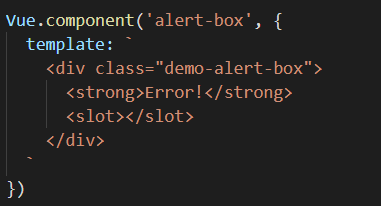 Vue.component('alert-box', {
  template: `
    <div class="demo-alert-box">
      <strong>Error!</strong>
      <slot></slot>
    </div>
  `
})